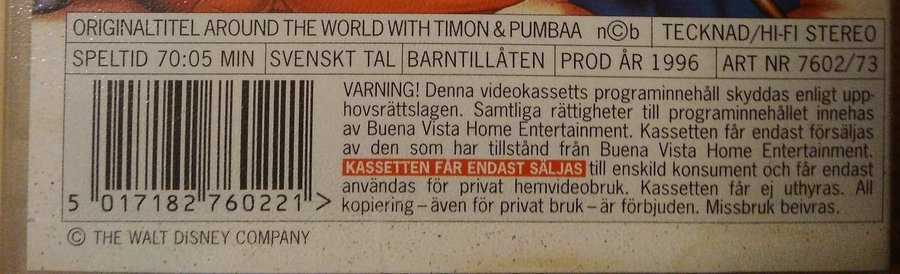 ORIGINALTITEL AROUND THE WORLD WITH TIMON & PUMBAA n©b TECKNAD/HI-FI STEREO
SPELTID 70:05 MIN SVENSKT TAL BARNTILLÅTEN PROD ÅR 1996 ART NR 7602/73
VARNING! Denna videokassetts programinnehåll skyddas enligt upp-
hovsrättslagen. Samtliga rättigheter till programinnehållet innehas
av Buena Vista Home Entertainment. Kassetten får endast försäljas
av den som har tillstånd från Buena Vista Home Entertainment.
KASSETTEN FÅR ENDAST SÄLJAS till enskild konsument och får endast
användas för privat hemvideobruk. Kassetten får ej uthyras. All
kopiering – även för privat bruk – är förbjuden. Missbruk beivras.
5 017182 760221 >
© THE WALT DiSNEY COMPANY